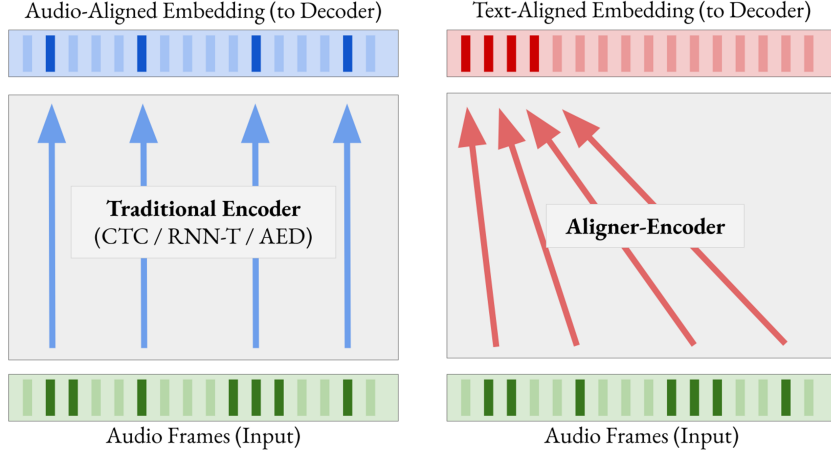 Audio-Aligned Embedding (to Decoder)
Traditional Encoder
(CTC / RNN-T / AED)
Audio Frames (Input)
Text-Aligned Embedding (to Decoder)
Aligner-Encoder
Audio Frames (Input)